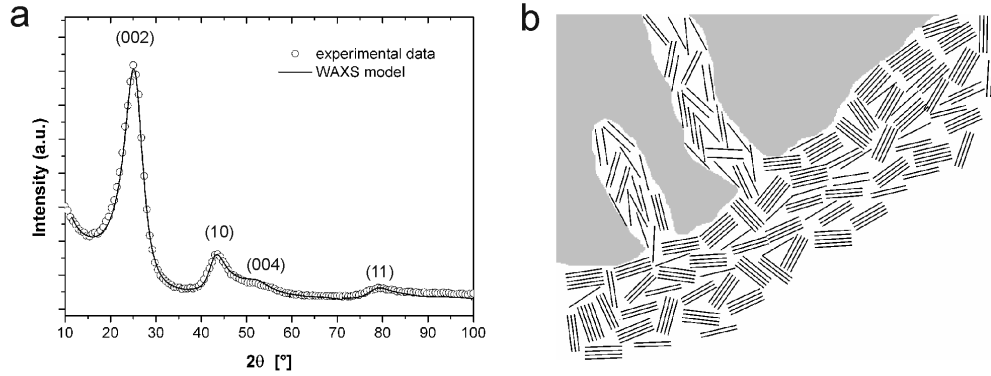 a
b
(002)
experimental data
WAXS model
(10)
(004)
(11)
Intensity (a.u.)
10 20 30 40 50 60 70 80 90 100
2θ [°]